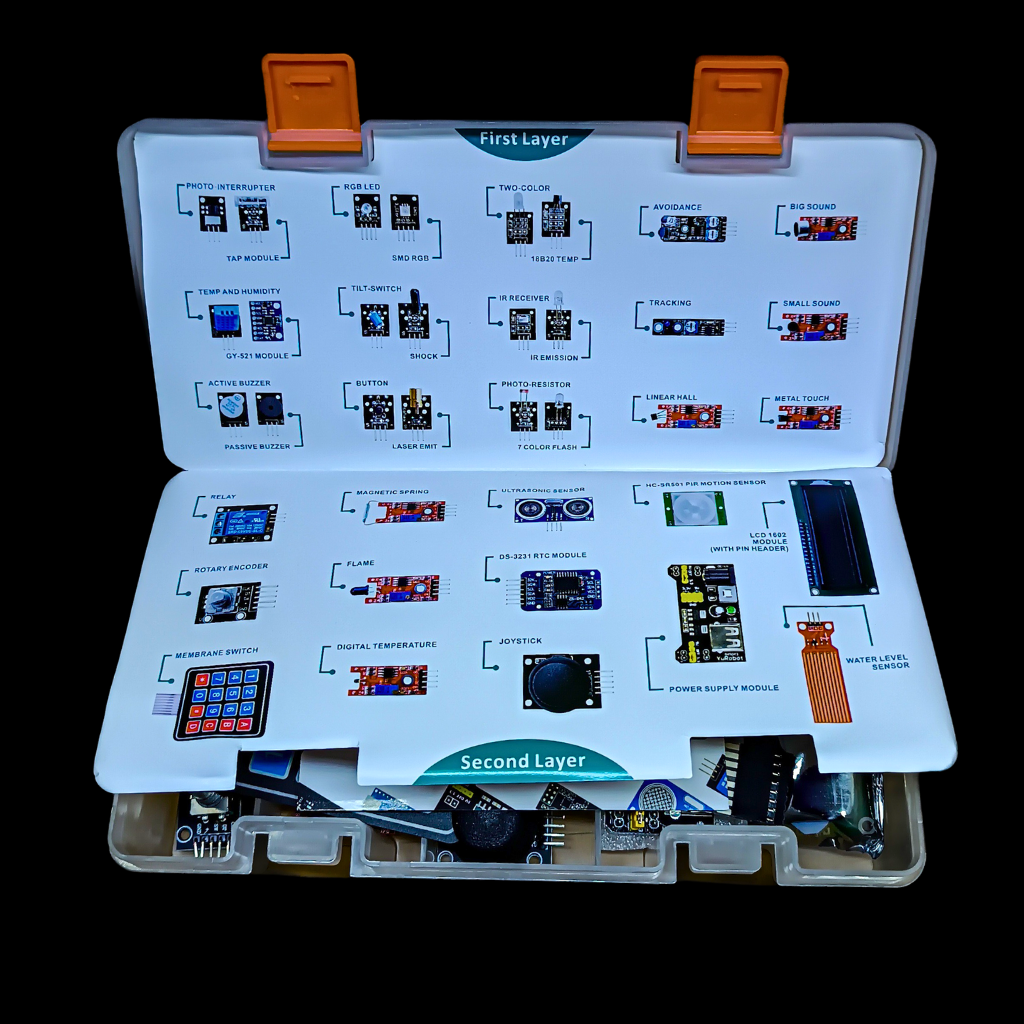 First Layer
PHOTO-INTERRUPTER
RGB LED
TWO-COLOR
AVOIDANCE
BIG SOUND
TAP MODULE
SMD RGB
18B20 TEMP
TEMP AND HUMIDITY
TILT-SWITCH
IR RECEIVER
TRACKING
SMALL SOUND
GY-521 MODULE
SHOCK
IR EMISSION
ACTIVE BUZZER
BUTTON
PHOTO-RESISTOR
LINEAR HALL
METAL TOUCH
PASSIVE BUZZER
LASER EMIT
7 COLOR FLASH
RELAY
MAGNETIC SPRING
ULTRASONIC SENSOR
HC-SR501 PIR MOTION SENSOR
LCD 1602
MODULE
(WITH PIN HEADER)
ROTARY ENCODER
FLAME
DS-3231 RTC MODULE
MEMBRANE SWITCH
DIGITAL TEMPERATURE
JOYSTICK
YuRobot
WATER LEVEL
SENSOR
POWER SUPPLY MODULE
Second Layer